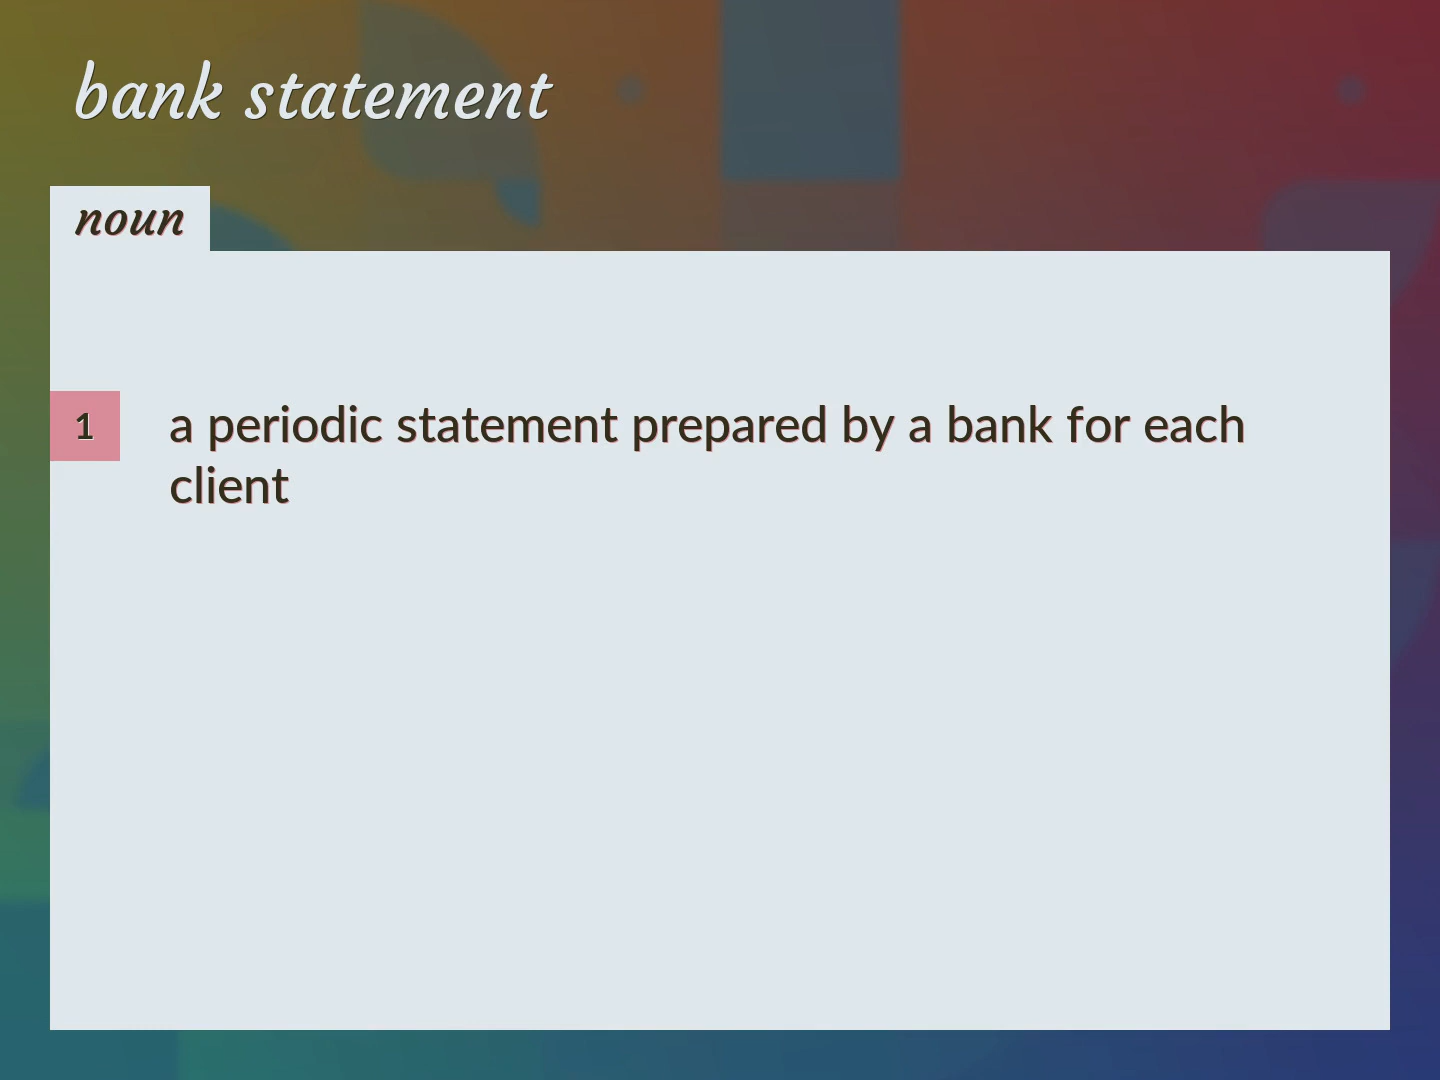 bank statement
noun
1
a periodic statement prepared by a bank for each
client